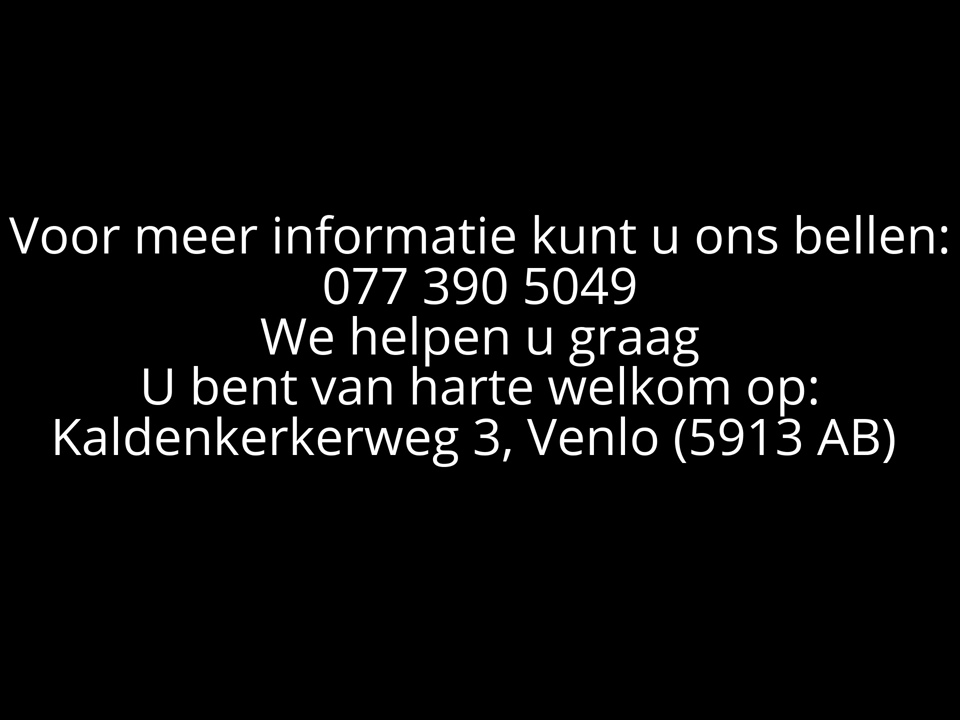 Voor meer informatie kunt u ons bellen:
077 390 5049
We helpen u graag
U bent van harte welkom op:
Kaldenkerkerweg 3, Venlo (5913 AB)